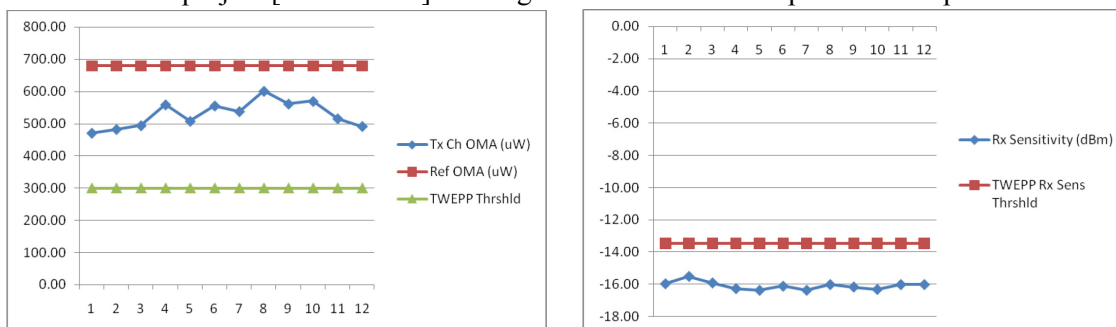 800.00
700.00
600.00
500.00
400.00
300.00
200.00
100.00
0.00
1 2 3 4 5 6 7 8 9 10 11 12
Tx Ch OMA (uW)
Ref OMA (uW)
TWEPP Thrshld
0.00
-2.00
-4.00
-6.00
-8.00
-10.00
-12.00
-14.00
-16.00
-18.00
1 2 3 4 5 6 7 8 9 10 11 12
Rx Sensitivity (dBm)
TWEPP Rx Sens
Thrshld